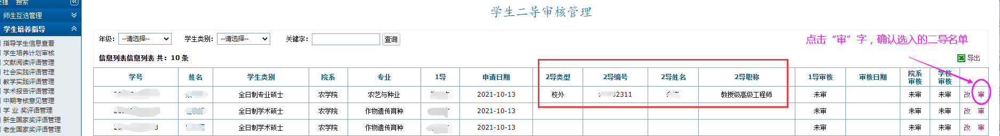 快捷 搜索
师生互选管理
学生培养指导
指导学生信息查看
学生培养计划审核
文献阅读评语管理
社会实践评语管理
教学实践评语管理
学术报告评语管理
中期考核意见管理
学 业 奖评语管理
新生国家奖评语管理
老生国家奖评语管理
学生二导审核管理
年级： --请选择-- 学生类别： --请选择-- 关键字： 查询
点击“审”字，确认选入的二导名单
信息列表信息列表 共：10 条
导出
学号 姓名 学生类别 院系 专业 1导 申请日期 2导类型 2导编号 2导姓名 2导职称 1导审核 审核日期 院系审核 学校审核
全日制专业硕士 农学院 农艺与种业 2021-10-13 校外 02311 教授级高级工程师 未审 未审 未审 改 审
全日制学术硕士 农学院 作物遗传育种 2021-10-13 未审 未审 未审 改 审
全日制学术硕士 农学院 作物遗传育种 2021-10-13 未审 未审 未审 改 审